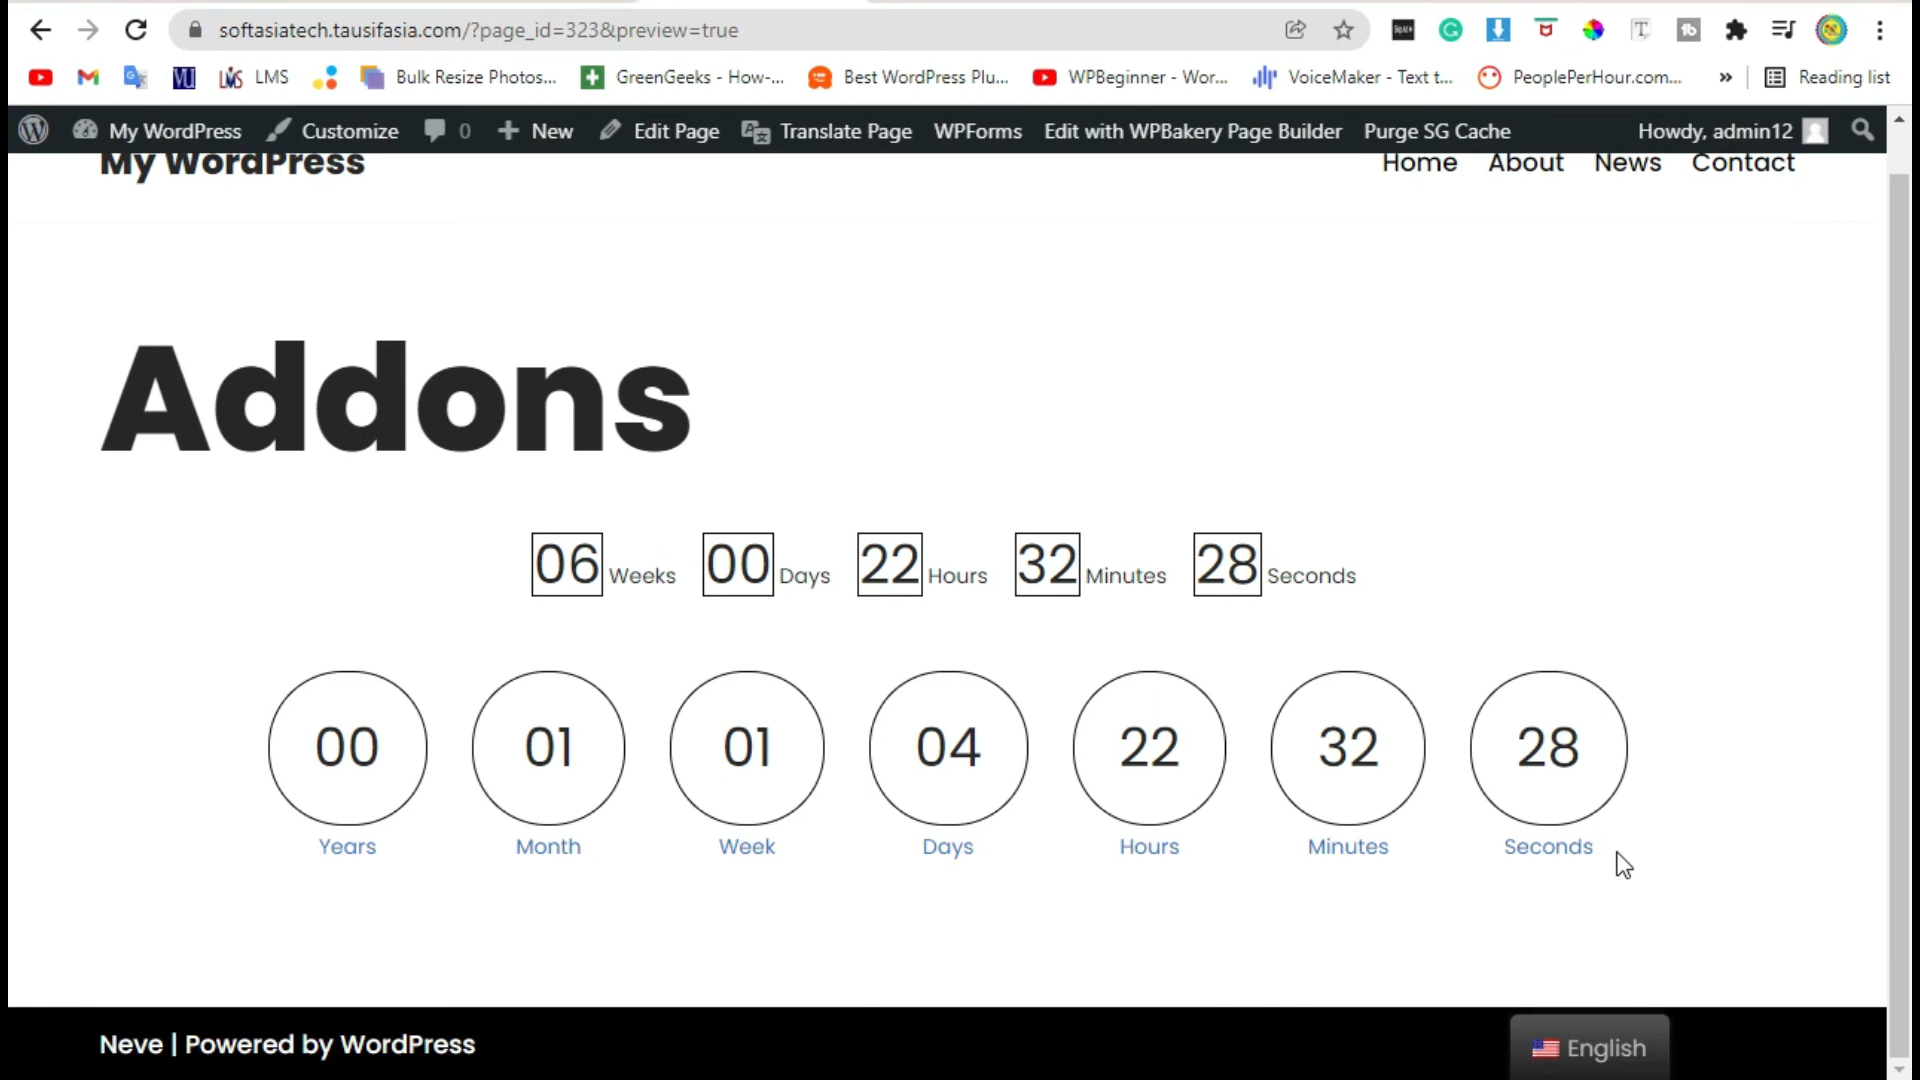 softasiatech.tausifasia.com/?page_id=323&preview=true
LMS Bulk Resize Photos... GreenGeeks - How-... Best WordPress Plu... WPBeginner - Wor... VoiceMaker - Text t... PeoplePerHour.com... » Reading list
My WordPress Customize 0 New Edit Page Translate Page WPForms Edit with WPBakery Page Builder Purge SG Cache Howdy, admin12
My WordPress Home About News Contact
Addons
06 Weeks 00 Days 22 Hours 32 Minutes 28 Seconds
00 01 01 04 22 32 28
Years Month Week Days Hours Minutes Seconds
Neve | Powered by WordPress English